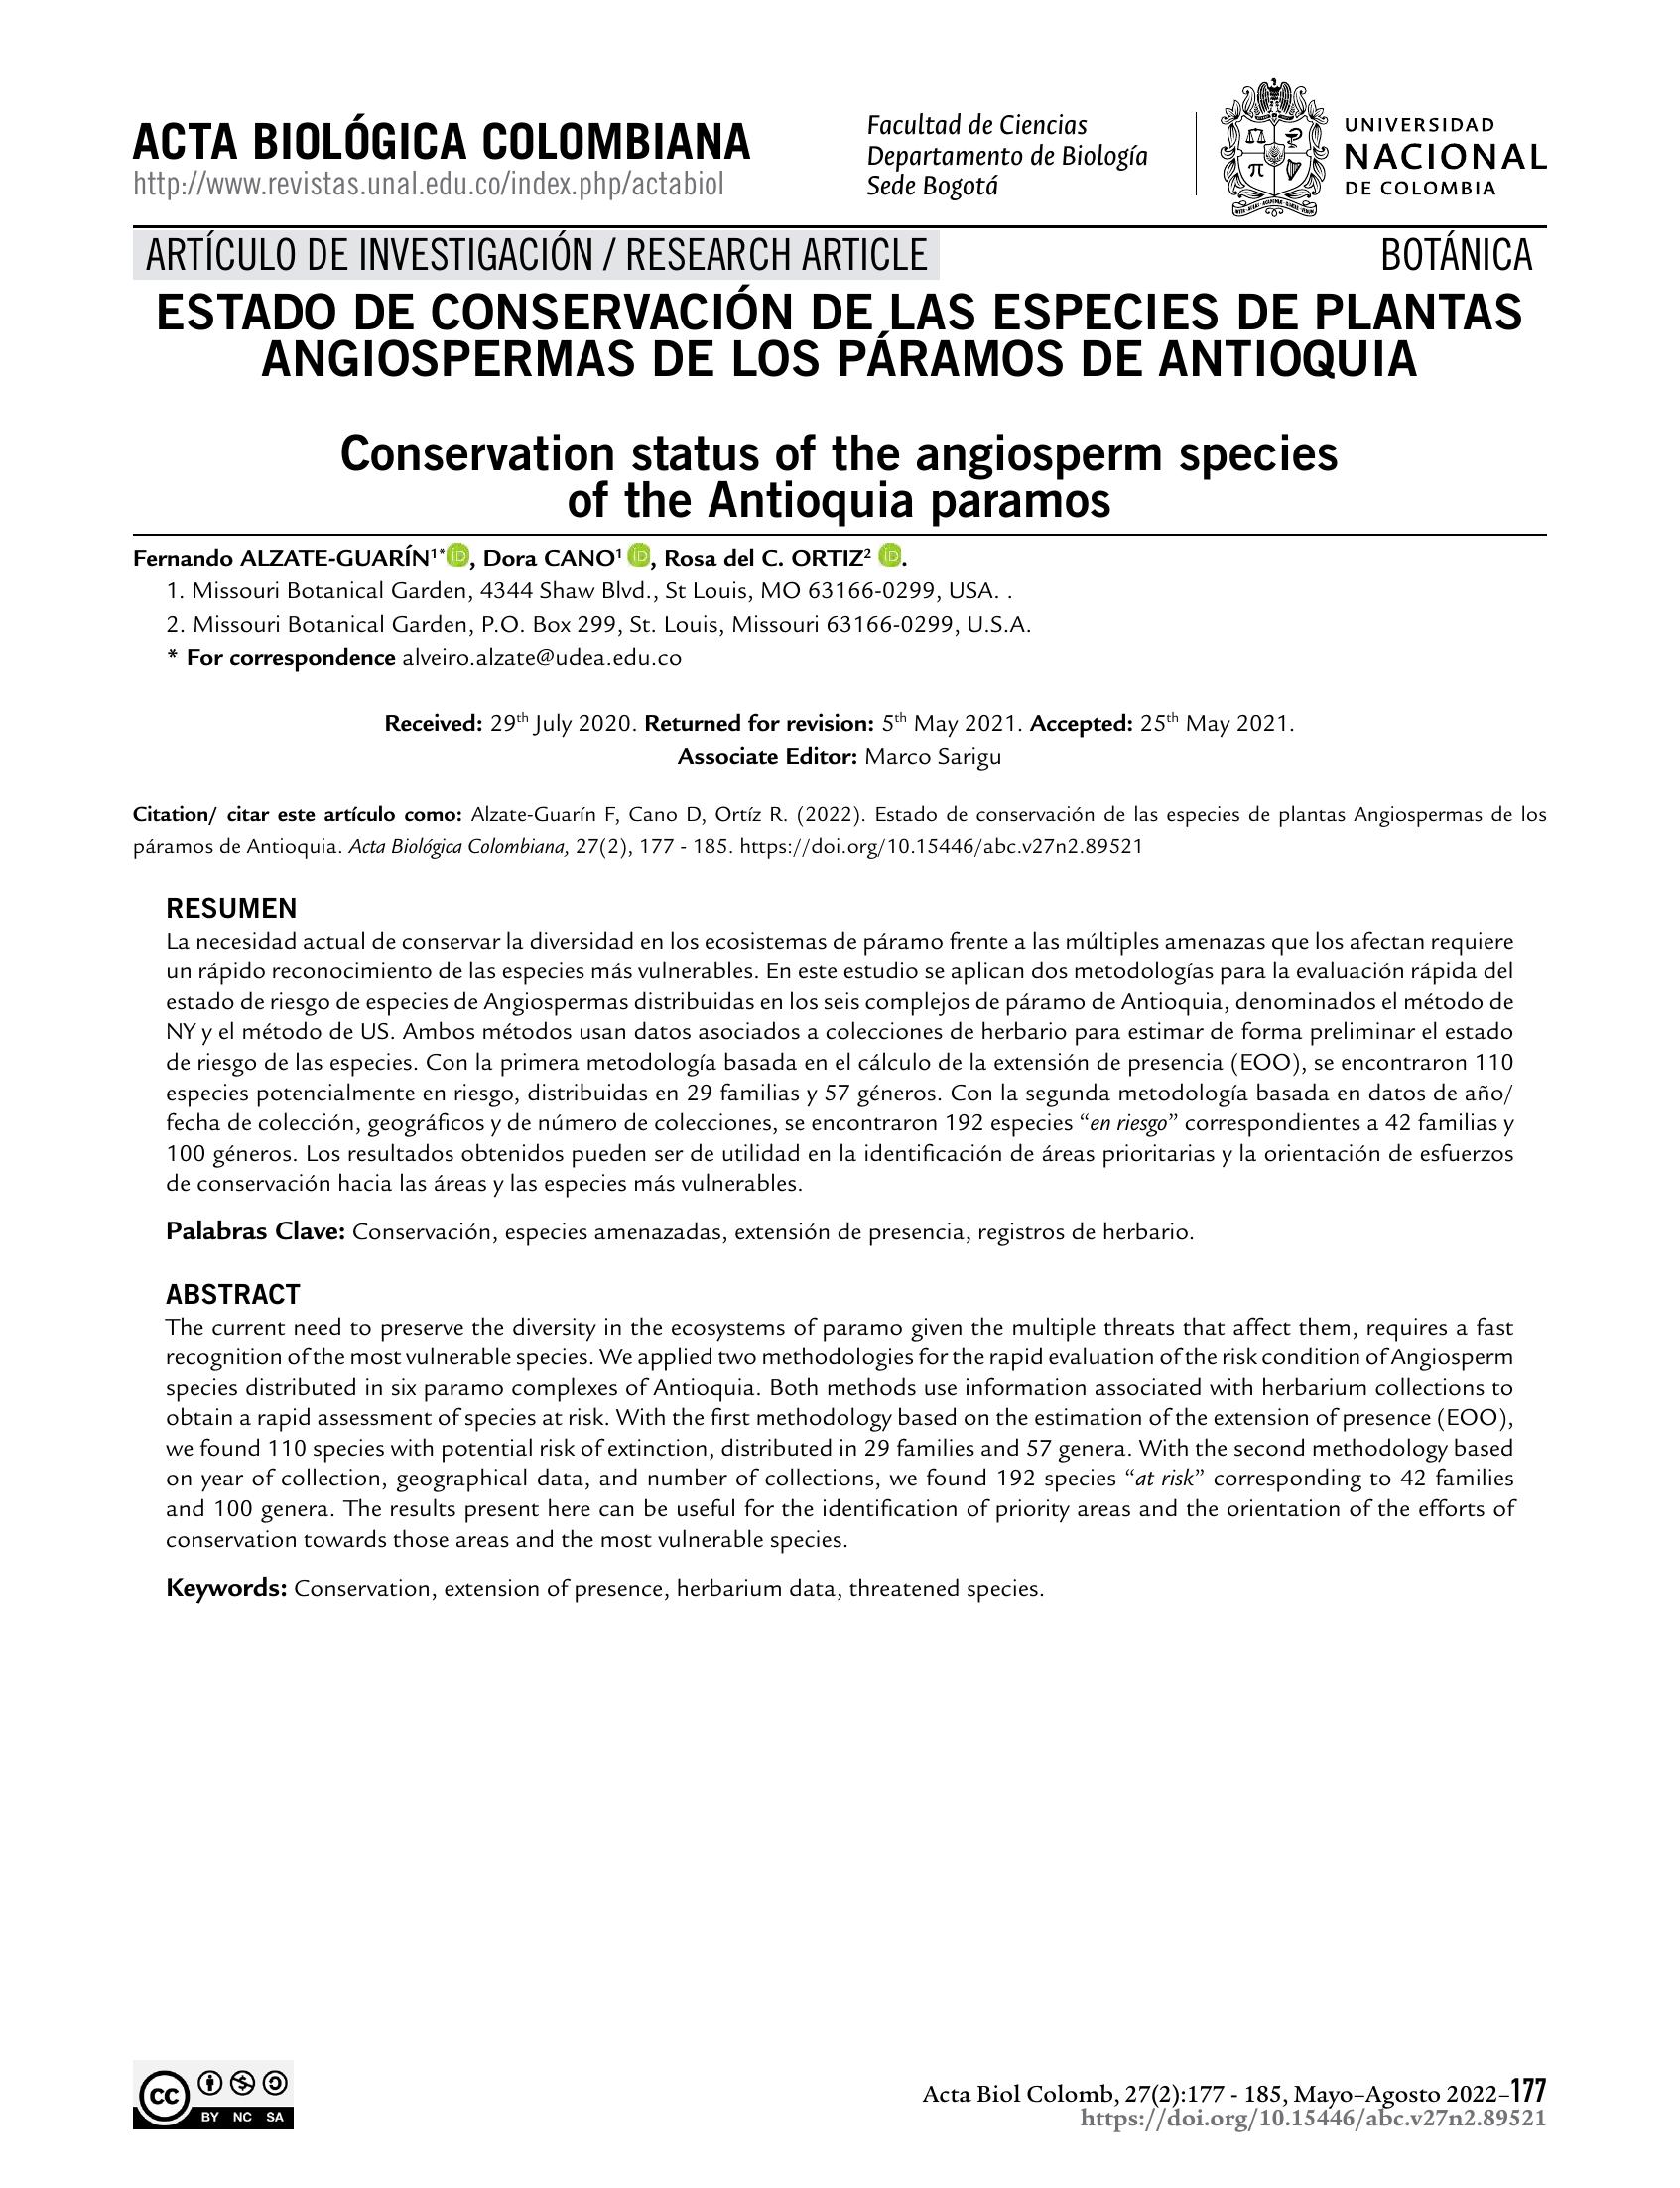 ACTA BIOLÓGICA COLOMBIANA
http://www.revistas.unal.edu.co/index.php/actabiol
Facultad de Ciencias
Departamento de Biología
Sede Bogotá
UNIVERSIDAD
NACIONAL
DE COLOMBIA
ARTÍCULO DE INVESTIGACIÓN / RESEARCH ARTICLE
BOTÁNICA
ESTADO DE CONSERVACIÓN DE LAS ESPECIES DE PLANTAS
ANGIOSPERMAS DE LOS PÁRAMOS DE ANTIOQUIA
Conservation status of the angiosperm species
of the Antioquia paramos
Fernando ALZATE-GUARÍN¹* iD, Dora CANO¹ iD, Rosa del C. ORTIZ² iD.
1. Missouri Botanical Garden, 4344 Shaw Blvd., St Louis, MO 63166-0299, USA. .
2. Missouri Botanical Garden, P.O. Box 299, St. Louis, Missouri 63166-0299, U.S.A.
* For correspondence alveiro.alzate@udea.edu.co
Received: 29th July 2020. Returned for revision: 5th May 2021. Accepted: 25th May 2021.
Associate Editor: Marco Sarigu
Citation/ citar este artículo como: Alzate-Guarín F, Cano D, Ortíz R. (2022). Estado de conservación de las especies de plantas Angiospermas de los
páramos de Antioquia. Acta Biológica Colombiana, 27(2), 177 - 185. https://doi.org/10.15446/abc.v27n2.89521
RESUMEN
La necesidad actual de conservar la diversidad en los ecosistemas de páramo frente a las múltiples amenazas que los afectan requiere
un rápido reconocimiento de las especies más vulnerables. En este estudio se aplican dos metodologías para la evaluación rápida del
estado de riesgo de especies de Angiospermas distribuidas en los seis complejos de páramo de Antioquia, denominados el método de
NY y el método de US. Ambos métodos usan datos asociados a colecciones de herbario para estimar de forma preliminar el estado
de riesgo de las especies. Con la primera metodología basada en el cálculo de la extensión de presencia (EOO), se encontraron 110
especies potencialmente en riesgo, distribuidas en 29 familias y 57 géneros. Con la segunda metodología basada en datos de año/
fecha de colección, geográficos y de número de colecciones, se encontraron 192 especies “en riesgo” correspondientes a 42 familias y
100 géneros. Los resultados obtenidos pueden ser de utilidad en la identificación de áreas prioritarias y la orientación de esfuerzos
de conservación hacia las áreas y las especies más vulnerables.
Palabras Clave: Conservación, especies amenazadas, extensión de presencia, registros de herbario.
ABSTRACT
The current need to preserve the diversity in the ecosystems of paramo given the multiple threats that affect them, requires a fast
recognition of the most vulnerable species. We applied two methodologies for the rapid evaluation of the risk condition of Angiosperm
species distributed in six paramo complexes of Antioquia. Both methods use information associated with herbarium collections to
obtain a rapid assessment of species at risk. With the first methodology based on the estimation of the extension of presence (EOO),
we found 110 species with potential risk of extinction, distributed in 29 families and 57 genera. With the second methodology based
on year of collection, geographical data, and number of collections, we found 192 species “at risk” corresponding to 42 families
and 100 genera. The results present here can be useful for the identification of priority areas and the orientation of the efforts of
conservation towards those areas and the most vulnerable species.
Keywords: Conservation, extension of presence, herbarium data, threatened species.
cc
BY NC SA
Acta Biol Colomb, 27(2):177 - 185, Mayo–Agosto 2022–177
https://doi.org/10.15446/abc.v27n2.89521